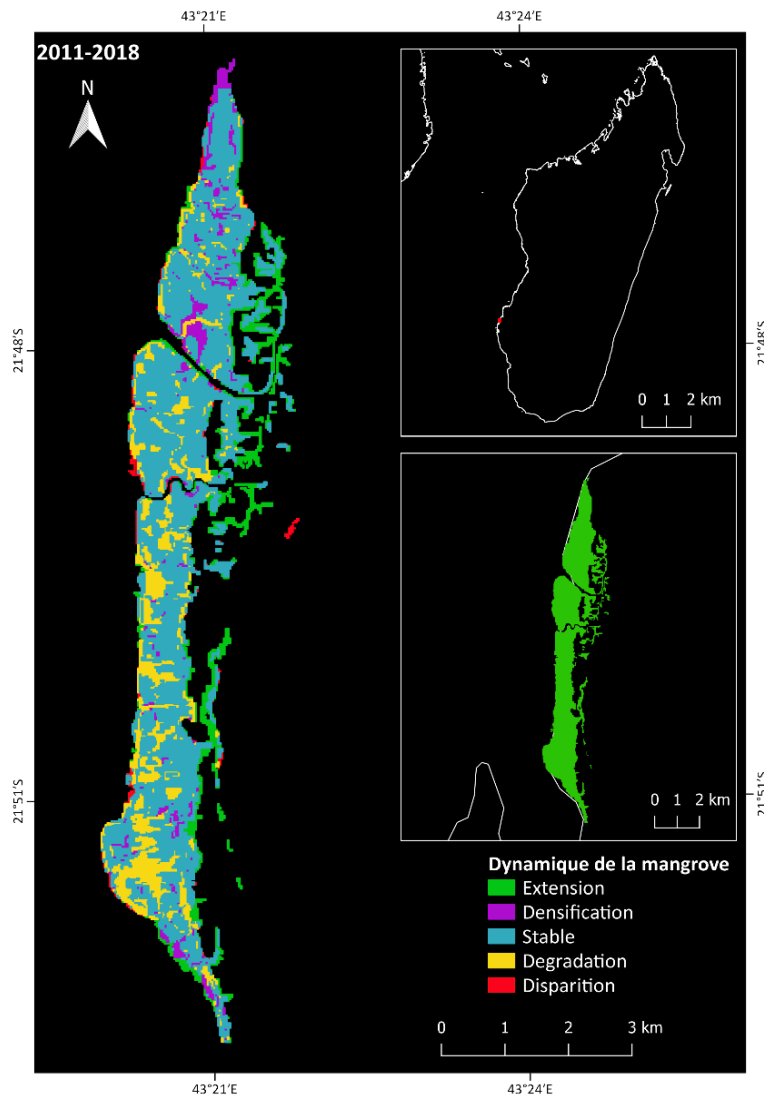 43°21'E
43°24'E
2011-2018
N
21°48'S
21°48'S
0 1 2 km
21°51'S
21°51'S
0 1 2 km
Dynamique de la mangrove
Extension
Densification
Stable
Degradation
Disparition
0 1 2 3 km
43°21'E
43°24'E